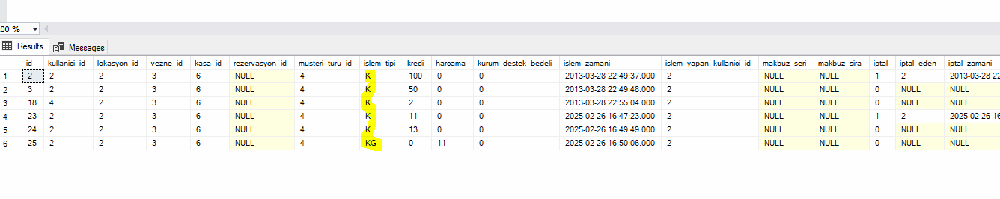 00 %
Results Messages
id kullanici_id lokasyon_id vezne_id kasa_id rezervasyon_id musteri_turu_id islem_tipi kredi harcama kurum_destek_bedeli islem_zamani islem_yapan_kullanici_id makbuz_seri makbuz_sira iptal iptal_eden iptal_zamani
1 2 2 2 3 6 NULL 4 K 100 0 0 2013-03-28 22:49:37.000 2 NULL NULL 1 2 2013-03-28 22
2 3 2 2 3 6 NULL 4 K 50 0 0 2013-03-28 22:49:48.000 2 NULL NULL 0 NULL NULL
3 18 4 2 3 6 NULL 4 K 2 0 0 2013-03-28 22:55:04.000 2 NULL NULL 0 NULL NULL
4 23 2 2 3 6 NULL 4 K 11 0 0 2025-02-26 16:47:23.000 2 NULL NULL 1 2 2025-02-26 16
5 24 2 2 3 6 NULL 4 K 13 0 0 2025-02-26 16:49:49.000 2 NULL NULL 0 NULL NULL
6 25 2 2 3 6 NULL 4 KG 0 11 0 2025-02-26 16:50:06.000 2 NULL NULL 0 NULL NULL